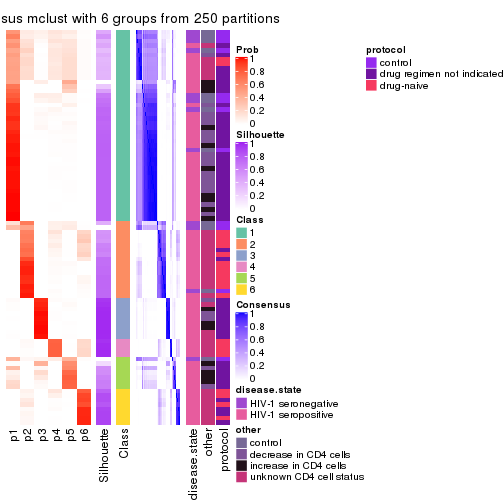 sus mclust with 6 groups from 250 partitions
Prob
1
0.8
0.6
0.4
0.2
0
Silhouette
1
0.8
0.6
0.4
0.2
0
Class
1
2
3
4
5
6
Consensus
1
0.8
0.6
0.4
0.2
0
disease.state
HIV-1 seronegative
HIV-1 seropositive
other
control
decrease in CD4 cells
increase in CD4 cells
unknown CD4 cell status
protocol
control
drug regimen not indicated
drug-naive
p1
p2
p3
p4
p5
p6
Silhouette
Class
disease.state
other
protocol